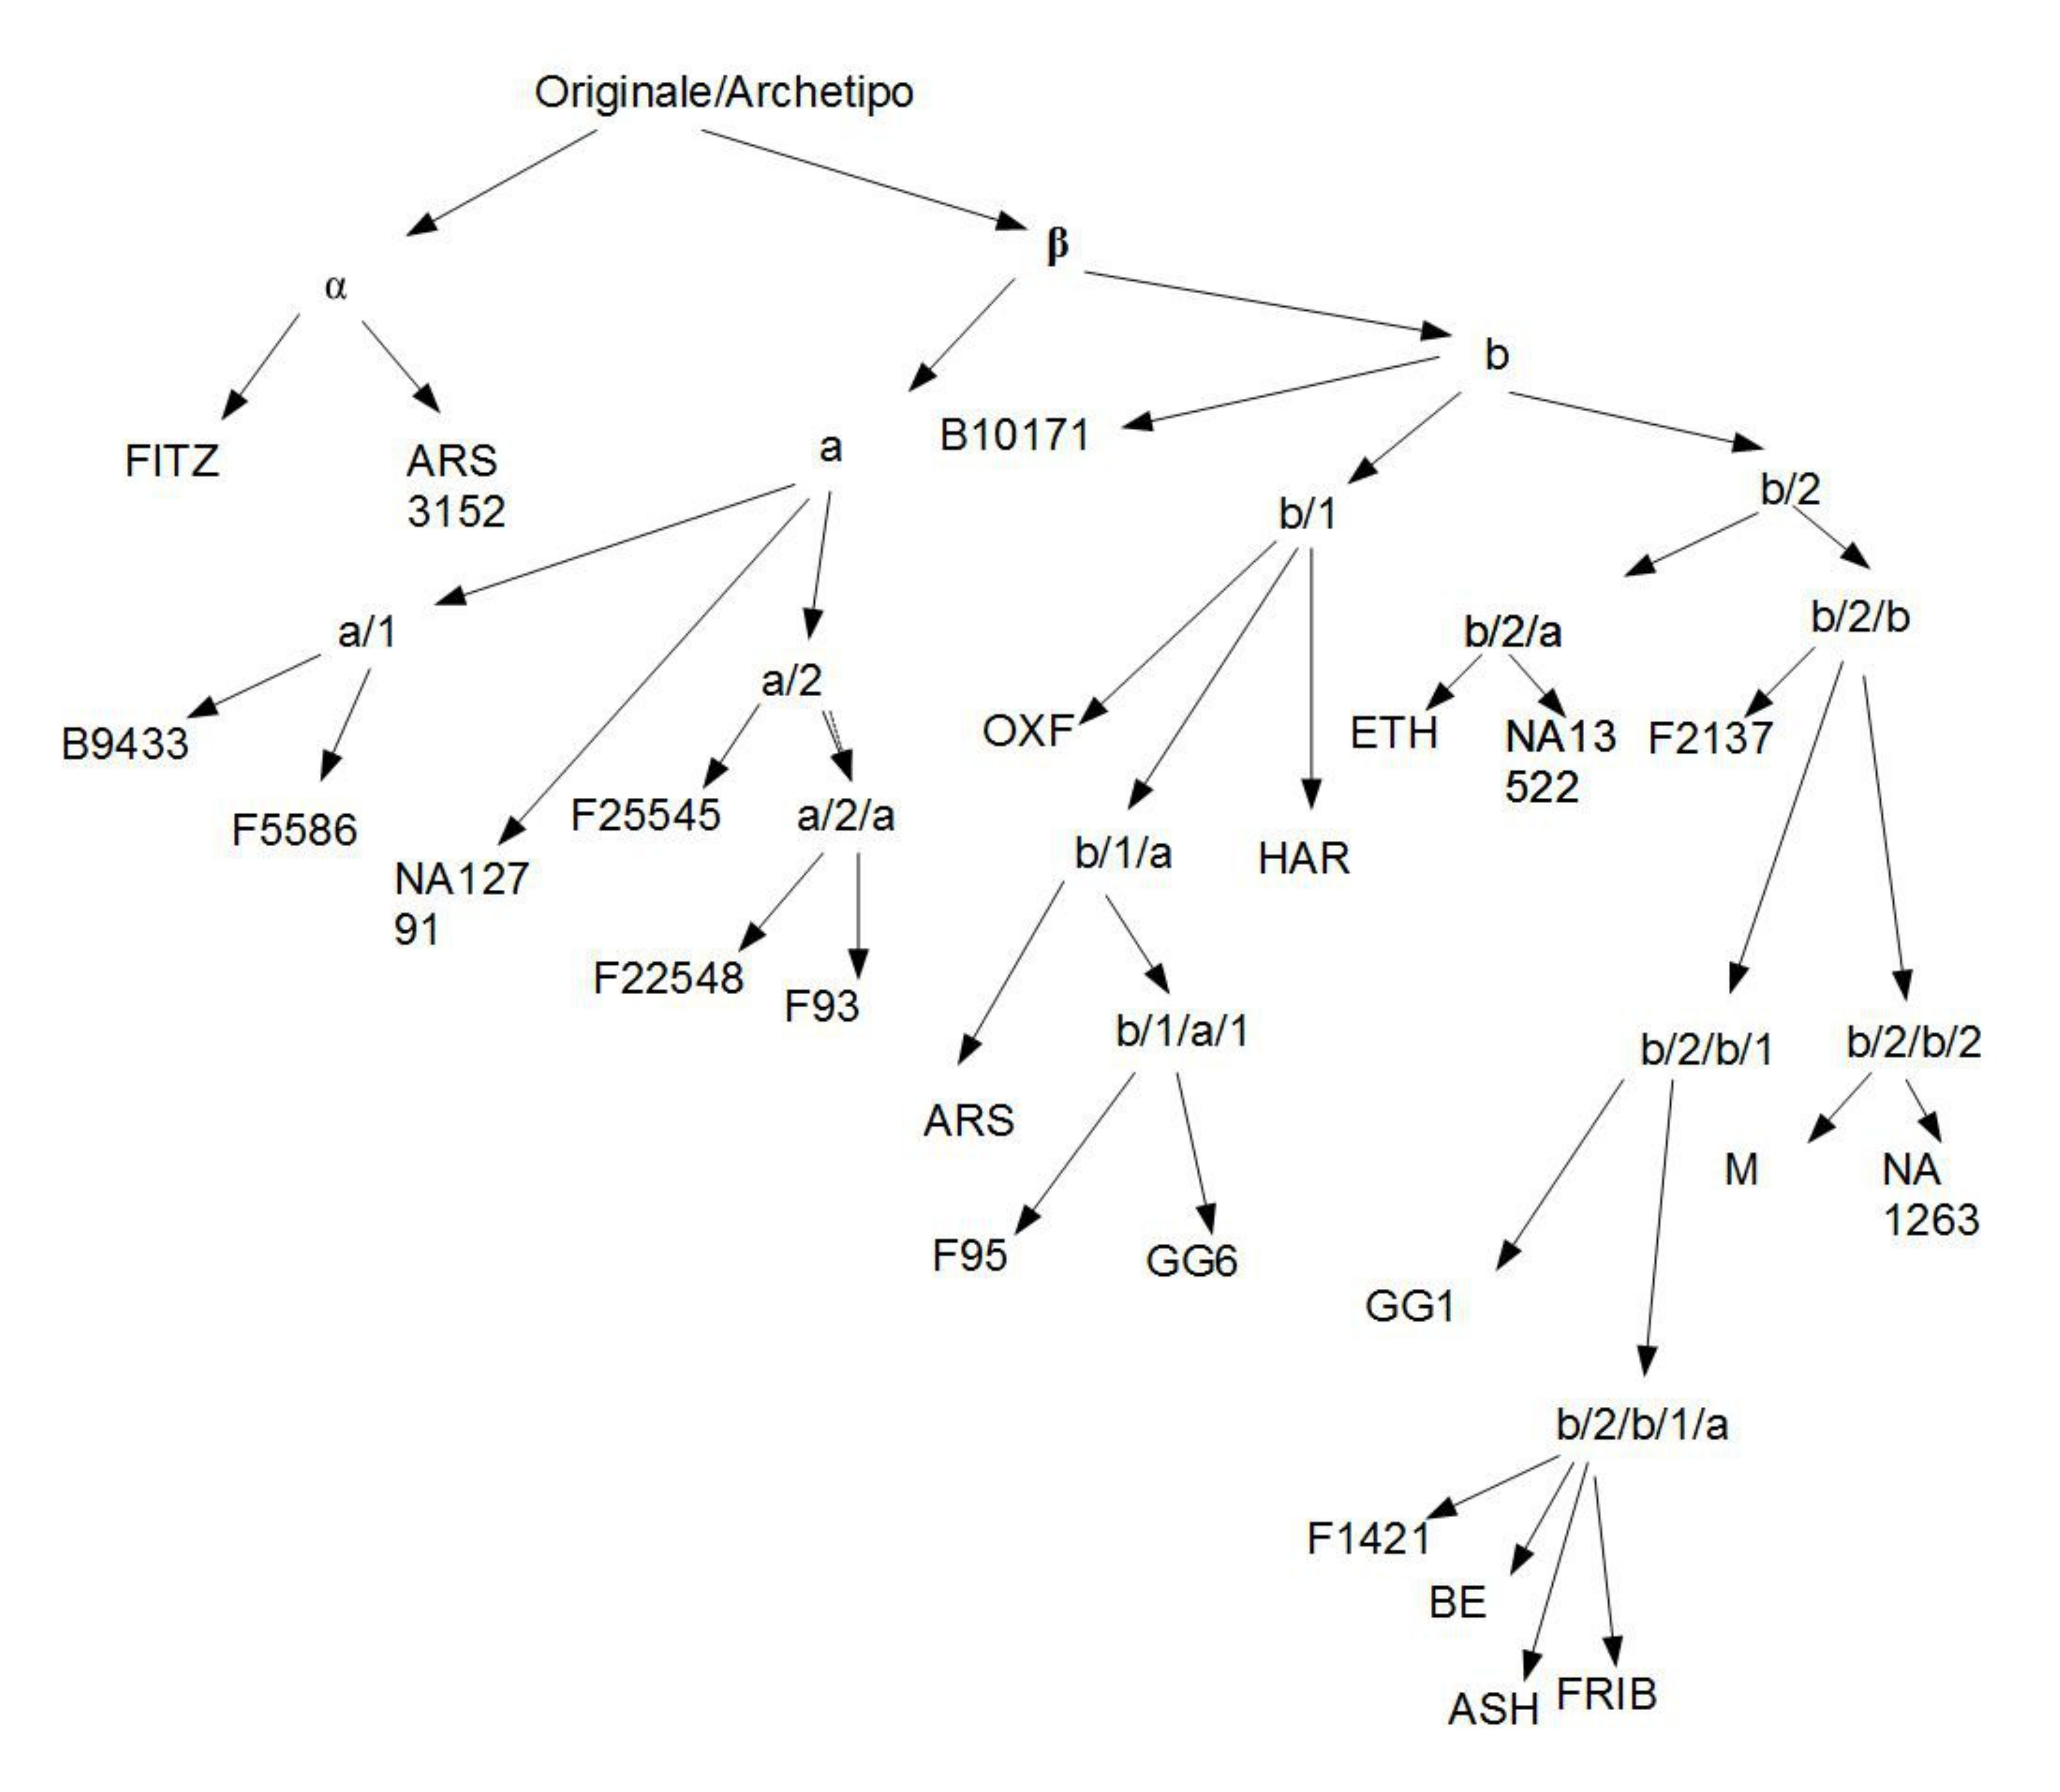 Originale/Archetipo
α
β
b
FITZ
ARS
3152
a
B10171
b/1
b/2
a/1
a/2
b/2/a
b/2/b
B9433
F5586
NA127
91
F25545
a/2/a
F22548
F93
OXF
b/1/a
HAR
ETH
NA13
522
F2137
ARS
b/1/a/1
F95
GG6
b/2/b/1
b/2/b/2
M
NA
1263
GG1
b/2/b/1/a
F1421
BE
ASH
FRIB